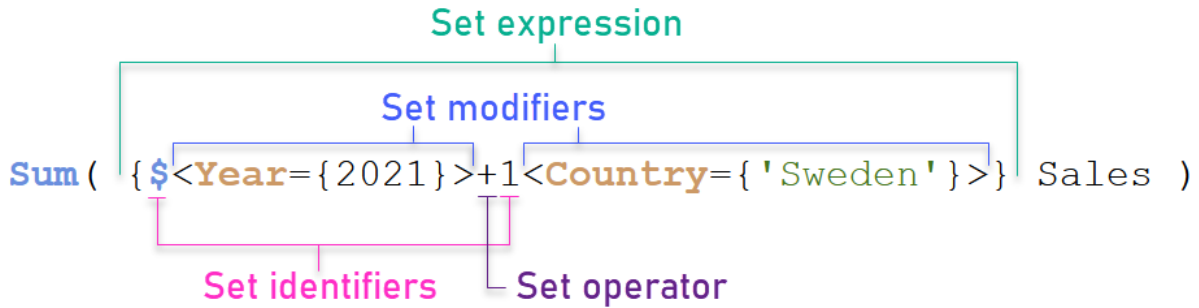 Set expression
Set modifiers
Sum( {$<Year={2021}>+1<Country={'Sweden'}>} Sales )
Set identifiers Set operator